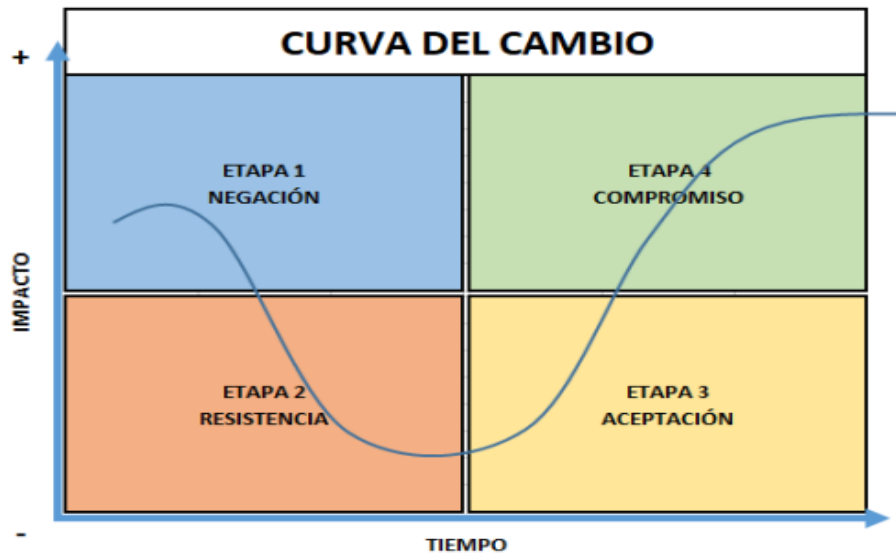 CURVA DEL CAMBIO
+
ETAPA 1
NEGACIÓN
ETAPA 4
COMPROMISO
IMPACTO
ETAPA 2
RESISTENCIA
ETAPA 3
ACEPTACIÓN
-
TIEMPO